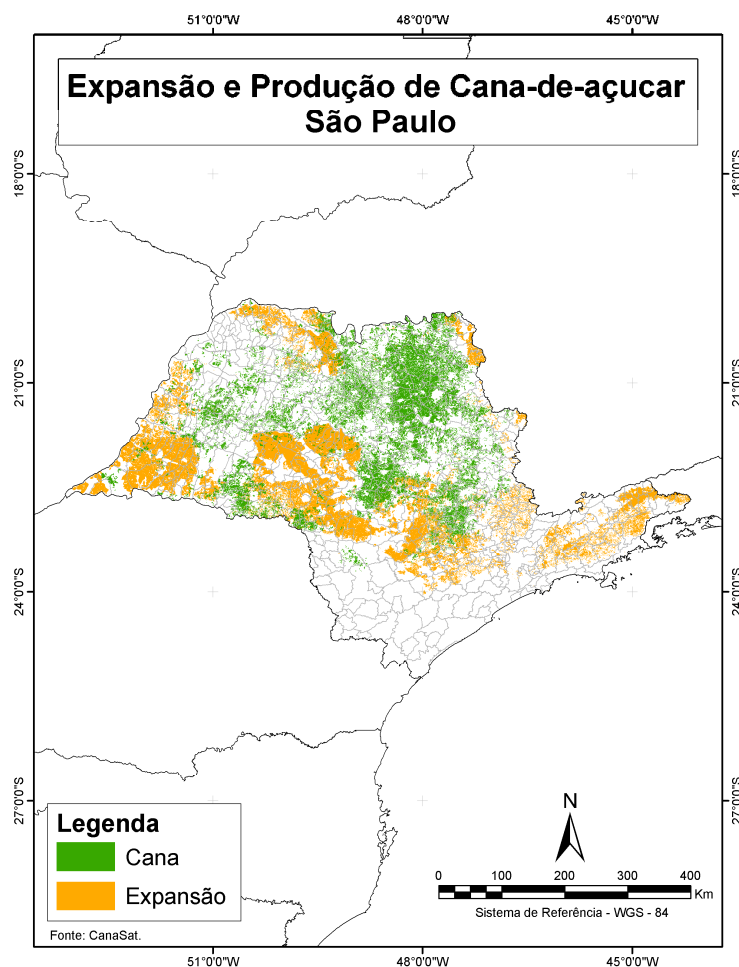 51°0'0"W 48°0'0"W 45°0'0"W
Expansão e Produção de Cana-de-açucar
São Paulo
18°0'0"S 18°0'0"S
21°0'0"S 21°0'0"S
24°0'0"S 24°0'0"S
27°0'0"S 27°0'0"S
N
Legenda
Cana
Expansão
0 50 100 200 300 400
Km
Sistema de Referência - WGS - 84
Fonte: CanaSat.
51°0'0"W 48°0'0"W 45°0'0"W